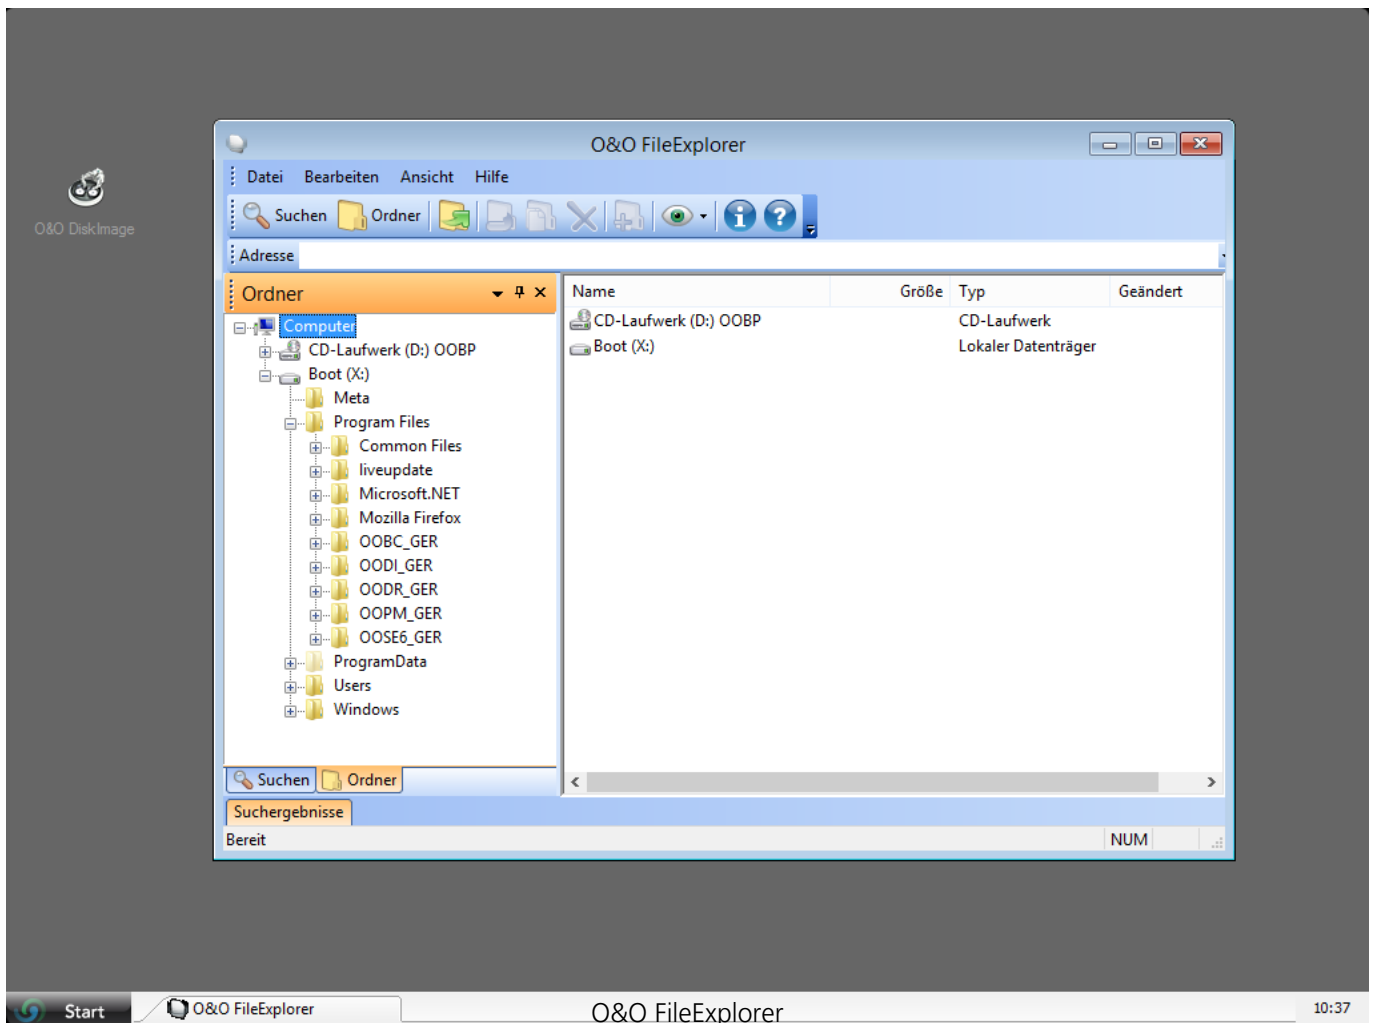 O&O DiskImage
O&O FileExplorer
Datei Bearbeiten Ansicht Hilfe
Suchen Ordner
Adresse
Ordner
Computer
CD-Laufwerk (D:) OOBP
Boot (X:)
Meta
Program Files
Common Files
liveupdate
Microsoft.NET
Mozilla Firefox
OOBC_GER
OODI_GER
OODR_GER
OOPM_GER
OOSE6_GER
ProgramData
Users
Windows
Suchen Ordner
Name Größe Typ Geändert
CD-Laufwerk (D:) OOBP CD-Laufwerk
Boot (X:) Lokaler Datenträger
Suchergebnisse
Bereit NUM
Start O&O FileExplorer O&O FileExplorer 10:37